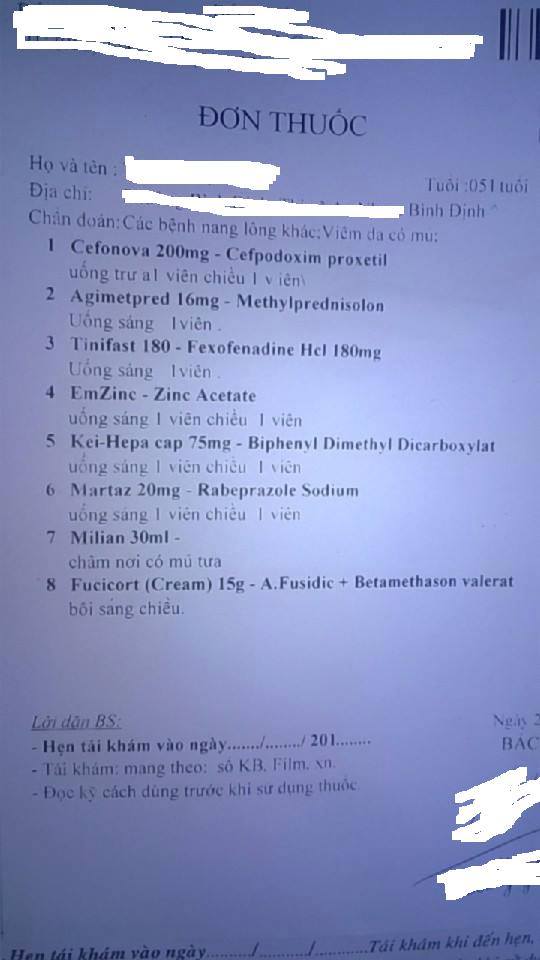 ĐƠN THUỐC
Họ và tên :
Tuổi :051 tuổi
Địa chỉ:
Bình Định
Chẩn đoán:Các bệnh nang lông khác;Viêm da có mủ;
1 Cefonova 200mg - Cefpodoxim proxetil
uống trư a1 viên chiều 1 v iên\
2 Agimetpred 16mg - Methylprednisolon
Uống sáng 1viên .
3 Tinifast 180 - Fexofenadine Hcl 180mg
Uống sáng 1viên .
4 EmZinc - Zinc Acetate
uống sáng 1 viên chiều 1 viên
5 Kei-Hepa cap 75mg - Biphenyl Dimethyl Dicarboxylat
uống sáng 1 viên chiều 1 viên
6 Martaz 20mg - Rabeprazole Sodium
uống sáng 1 viên chiều 1 viên
7 Milian 30ml -
chấm nơi có mủ tưa
8 Fucicort (Cream) 15g - A.Fusidic + Betamethason valerat
bôi sáng chiều.
Lời dặn BS:
Ngày 2
- Hẹn tái khám vào ngày......./......../ 201........
BÁC
- Tái khám: mang theo: sổ KB, Film, xn.
- Đọc kỹ cách dùng trước khi sử dụng thuốc.
Hẹn tái khám vào ngày........./........./.........Tái khám khi đến hẹn,